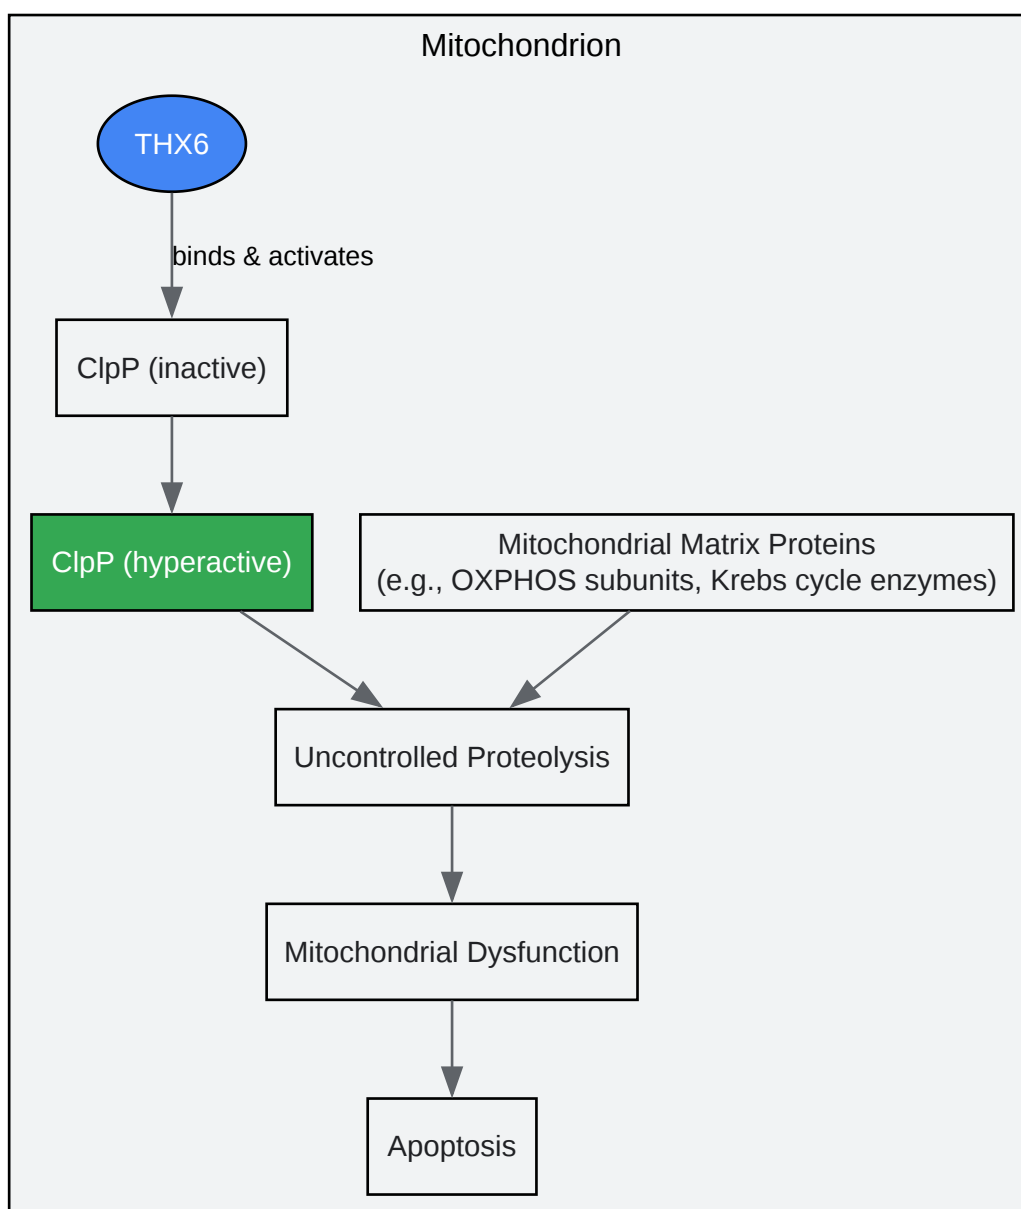 Mitochondrion
THX6
binds & activates
ClpP (inactive)
ClpP (hyperactive)
Mitochondrial Matrix Proteins
(e.g., OXPHOS subunits, Krebs cycle enzymes)
Uncontrolled Proteolysis
Mitochondrial Dysfunction
Apoptosis